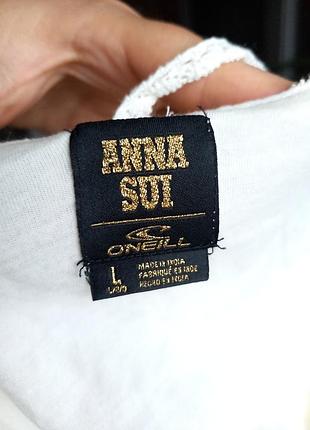 ANNA
SUI
O'NEILL
L
L/G/G
MADE IN INDIA
FABRIQUÉ EN INDE
HECHO EN INDIA